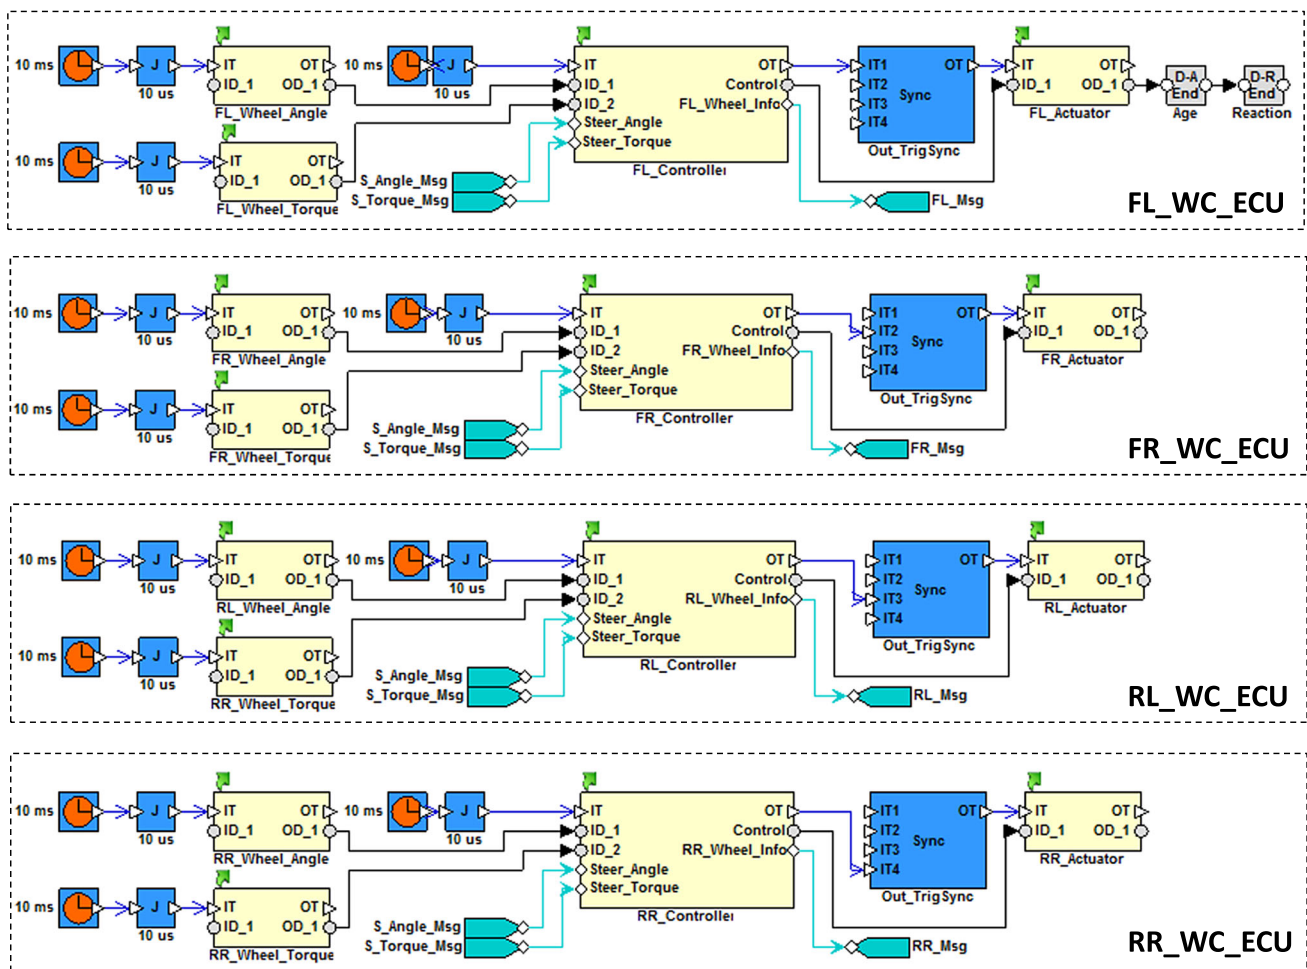 10 ms
J
10 us
IT OT
ID_1 OD_1
FL_Wheel_Angle
10 ms
J
10 us
IT OT
ID_1 Control
ID_2 FL_Wheel_Info
Steer_Angle
Steer_Torque
FL_Controller
IT1 OT
IT2
Sync
IT3
IT4
Out_TrigSync
IT OT
ID_1 OD_1
FL_Actuator
D-A End
Age
D-R End
Reaction
10 ms
J
10 us
IT OT
ID_1 OD_1
FL_Wheel_Torque
S_Angle_Msg
S_Torque_Msg
FL_Msg
FL_WC_ECU
10 ms
J
10 us
IT OT
ID_1 OD_1
FR_Wheel_Angle
10 ms
J
10 us
IT OT
ID_1 Control
ID_2 FR_Wheel_Info
Steer_Angle
Steer_Torque
FR_Controller
IT1 OT
IT2
Sync
IT3
IT4
Out_TrigSync
IT OT
ID_1 OD_1
FR_Actuator
10 ms
J
10 us
IT OT
ID_1 OD_1
FR_Wheel_Torque
S_Angle_Msg
S_Torque_Msg
FR_Msg
FR_WC_ECU
10 ms
J
10 us
IT OT
ID_1 OD_1
RL_Wheel_Angle
10 ms
J
10 us
IT OT
ID_1 Control
ID_2 RL_Wheel_Info
Steer_Angle
Steer_Torque
RL_Controller
IT1 OT
IT2
Sync
IT3
IT4
Out_TrigSync
IT OT
ID_1 OD_1
RL_Actuator
10 ms
J
10 us
IT OT
ID_1 OD_1
RR_Wheel_Torque
S_Angle_Msg
S_Torque_Msg
RL_Msg
RL_WC_ECU
10 ms
J
10 us
IT OT
ID_1 OD_1
RR_Wheel_Angle
10 ms
J
10 us
IT OT
ID_1 Control
ID_2 RR_Wheel_Info
Steer_Angle
Steer_Torque
RR_Controller
IT1 OT
IT2
Sync
IT3
IT4
Out_TrigSync
IT OT
ID_1 OD_1
RR_Actuator
10 ms
J
10 us
IT OT
ID_1 OD_1
RR_Wheel_Torque
S_Angle_Msg
S_Torque_Msg
RR_Msg
RR_WC_ECU